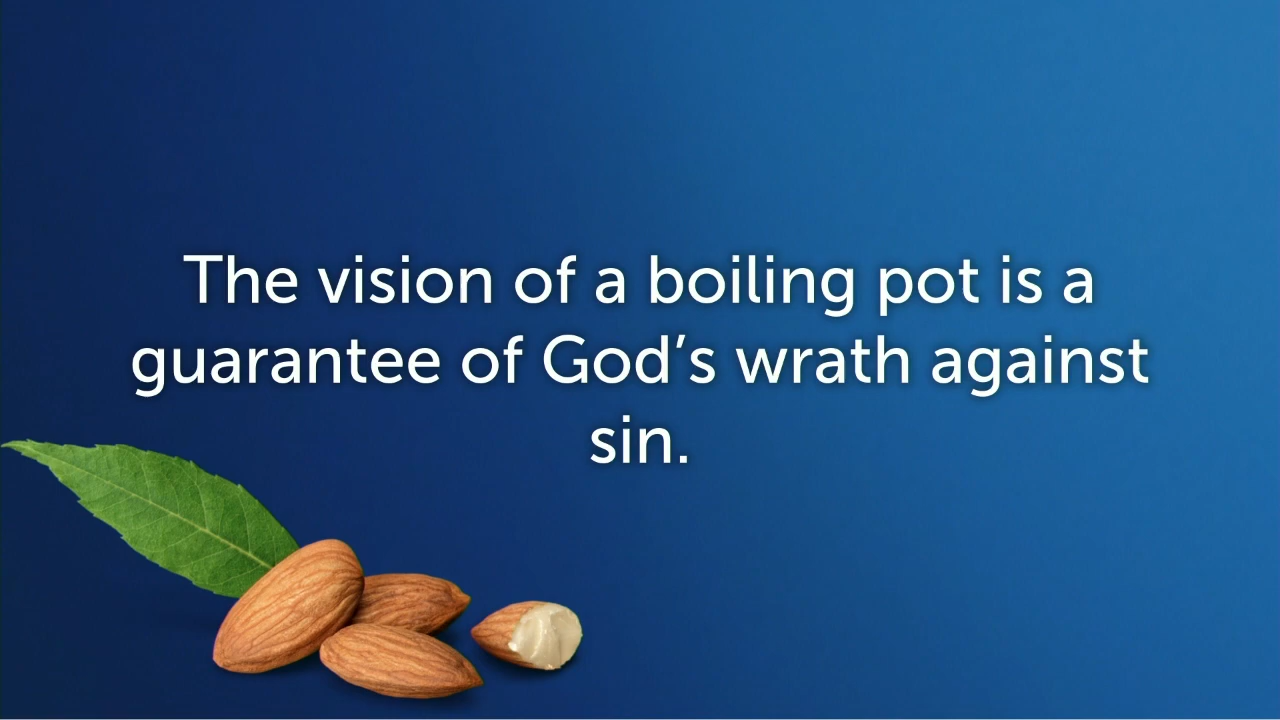 The vision of a boiling pot is a
guarantee of God’s wrath against
sin.